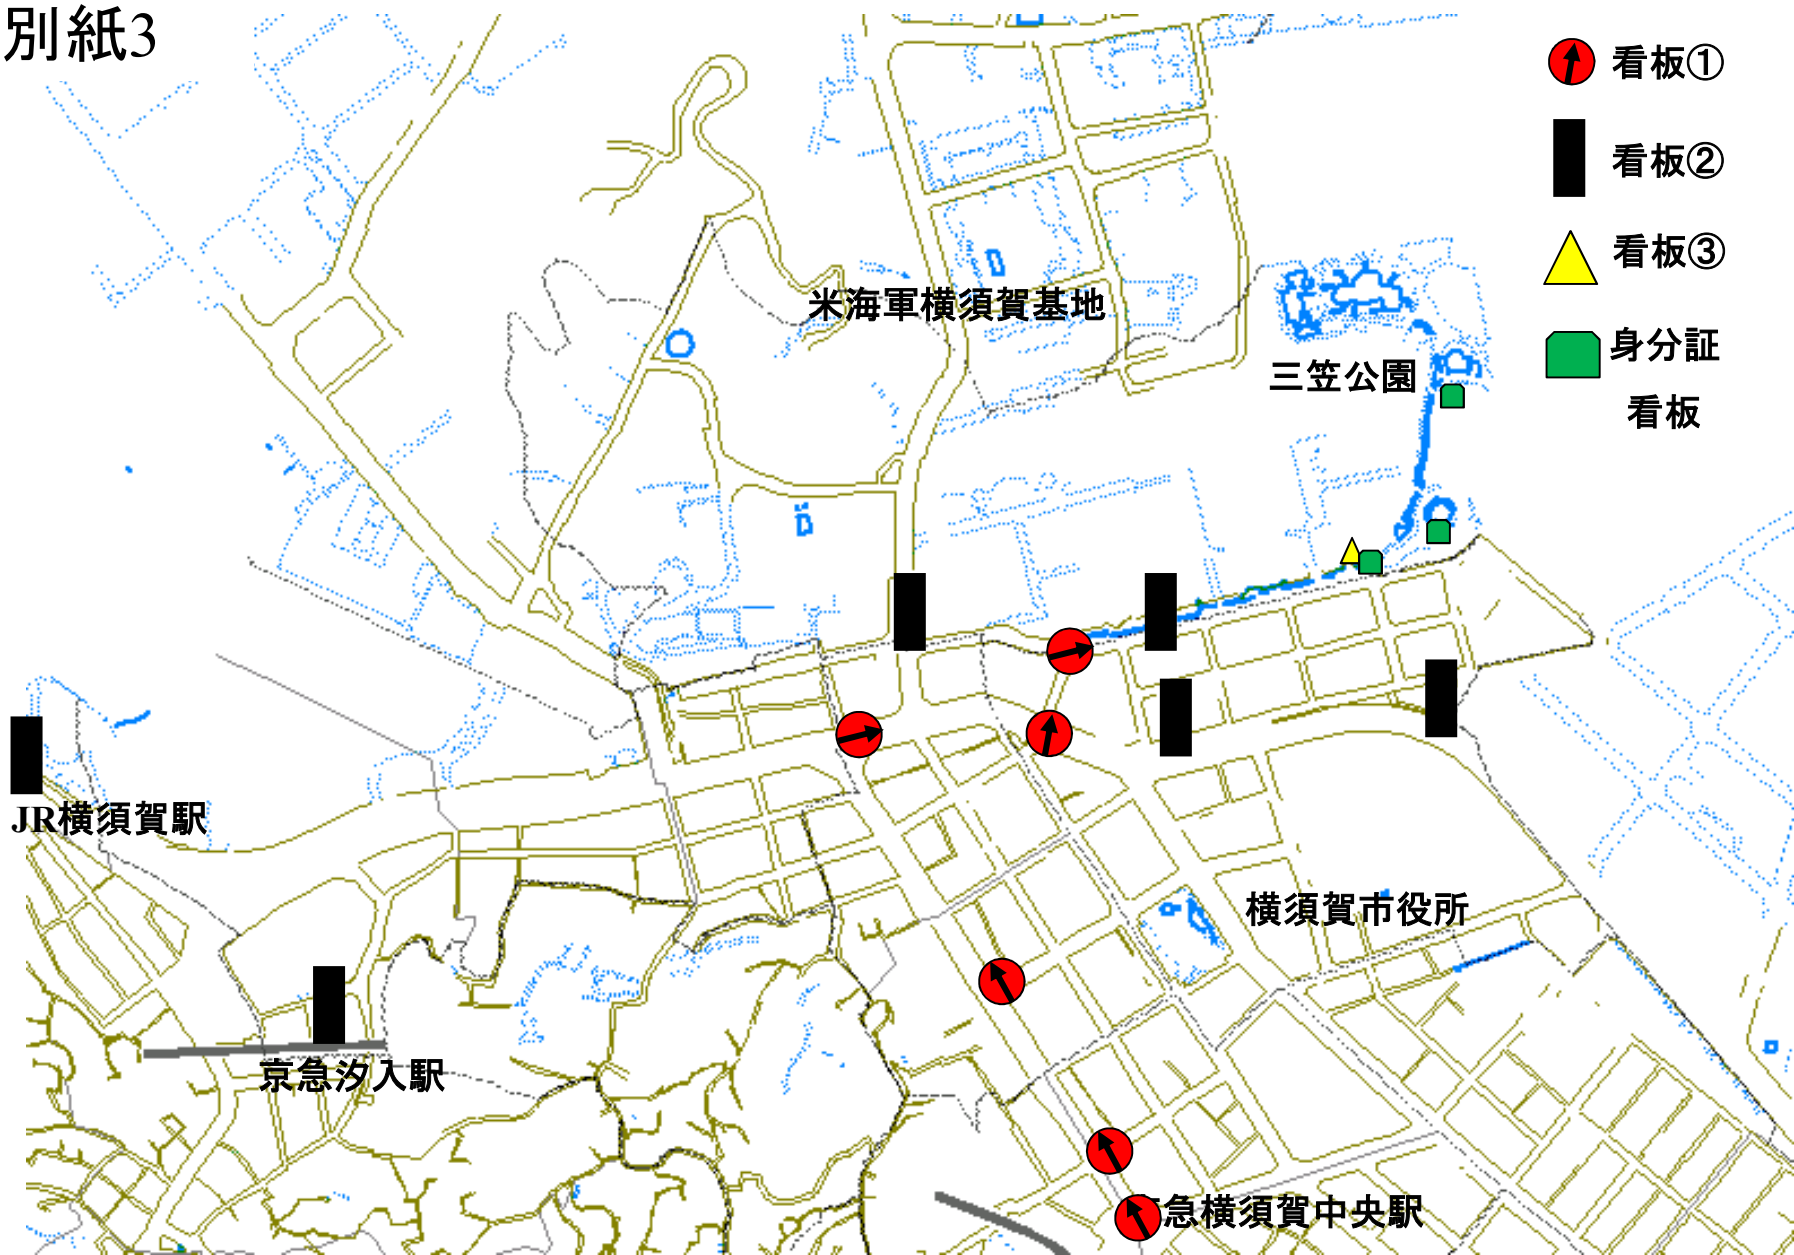 別紙3
看板①
看板②
看板③
身分証
看板
米海軍横須賀基地
三笠公園
JR横須賀駅
横須賀市役所
京急汐入駅
急横須賀中央駅